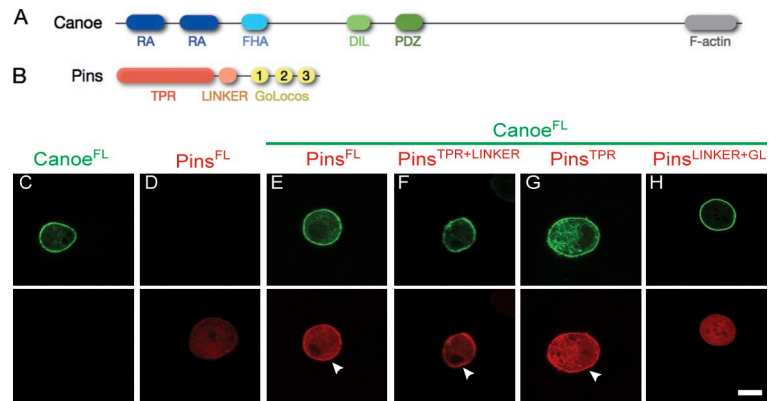 A Canoe
RA RA FHA DIL PDZ F-actin
B Pins 1 2 3
TPR LINKER GoLocos
Canoe^FL
Canoe^FL Pins^FL Pins^FL Pins^TPR+LINKER Pins^TPR Pins^LINKER+GL
C D E F G H